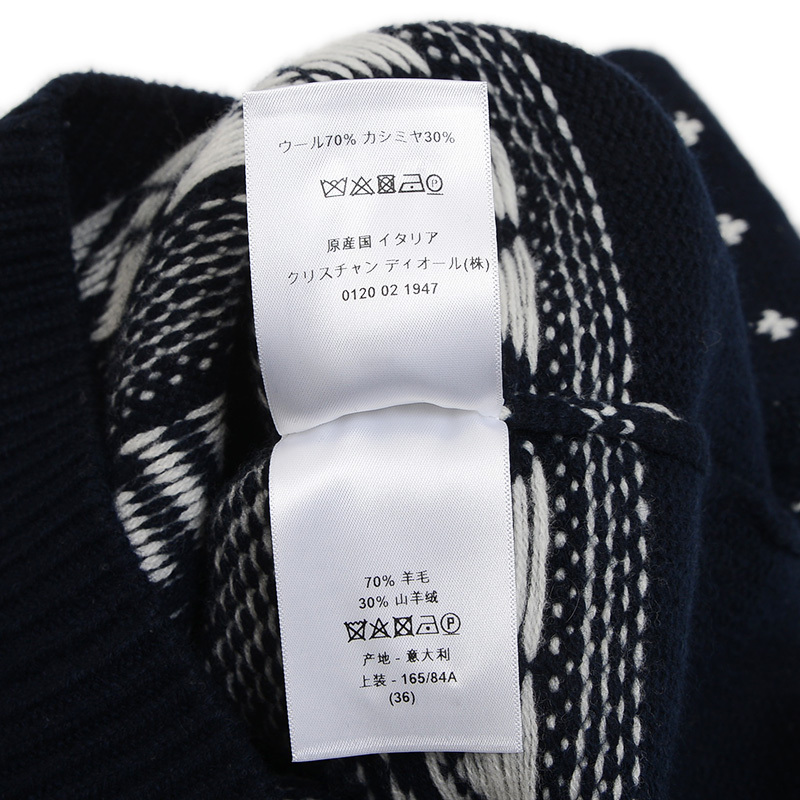 ウール70% カシミヤ30%
原産国 イタリア
クリスチャン ディオール(株)
0120 02 1947
70% 羊毛
30% 山羊绒
P
产地 - 意大利
上装 - 165/84A
(36)